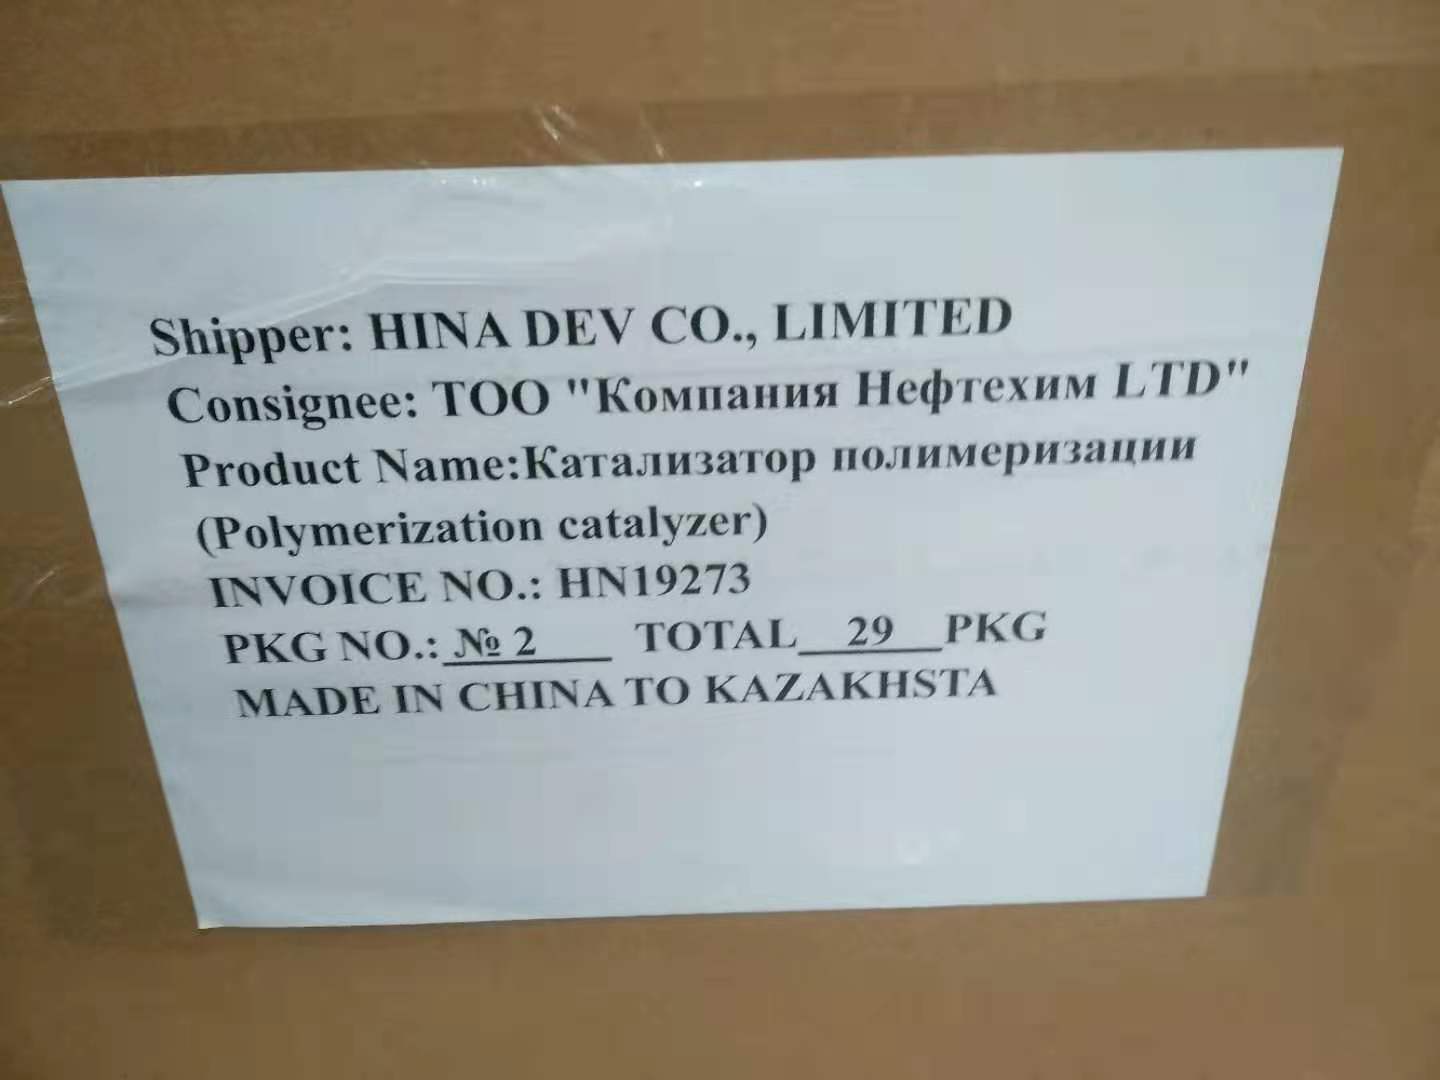 Shipper: HINA DEV CO., LIMITED
Consignee: ТОО "Компания Нефтехим LTD"
Product Name:Катализатор полимеризации
(Polymerization catalyzer)
INVOICE NO.: HN19273
PKG NO.: № 2 TOTAL 29 PKG
MADE IN CHINA TO KAZAKHSTA